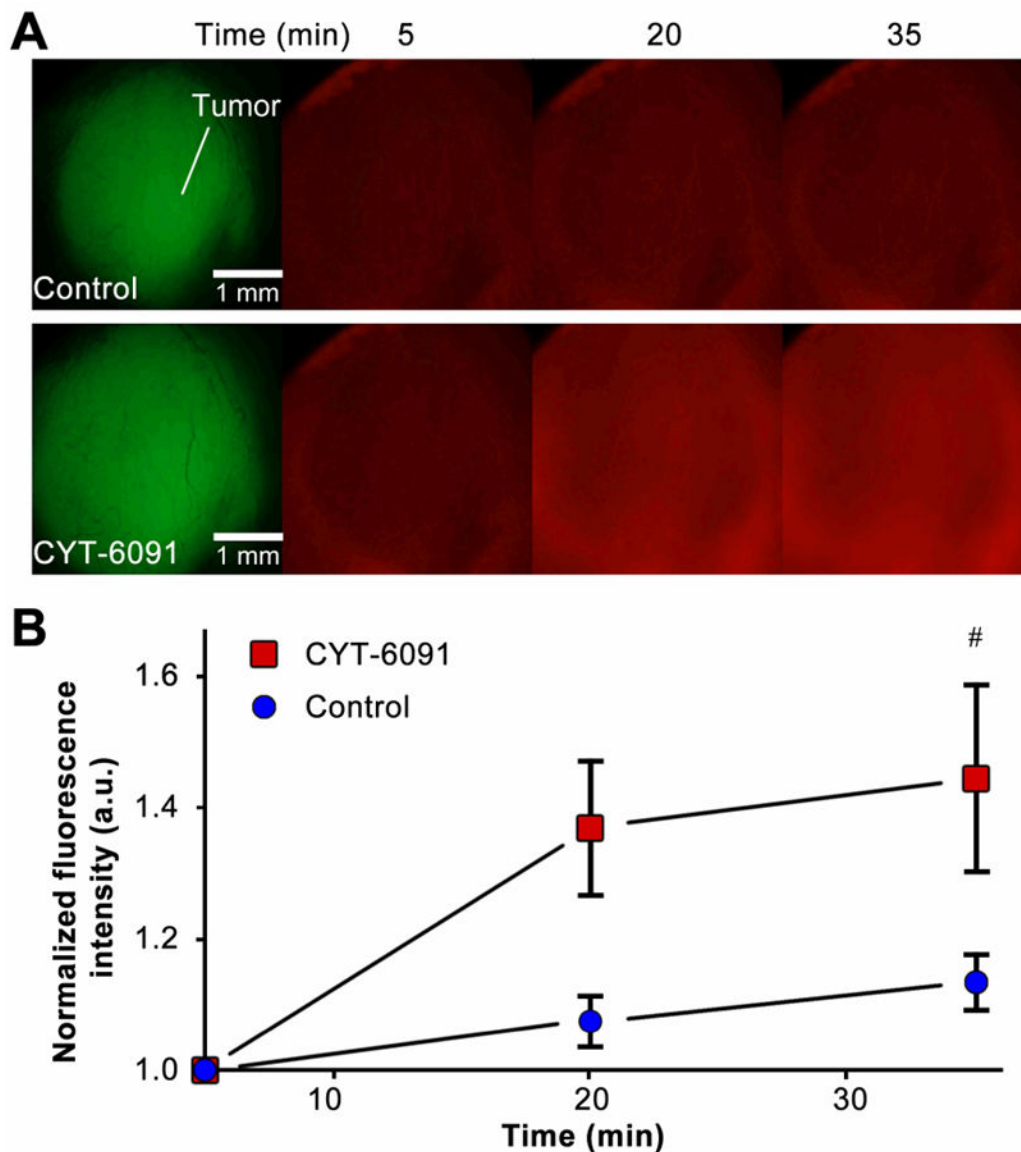 A
Time (min) 5 20 35
Tumor
Control
1 mm
CYT-6091
1 mm
B
#
CYT-6091
Control
1.6
1.4
1.2
1.0
Normalized fluorescence
intensity (a.u.)
10 20 30
Time (min)